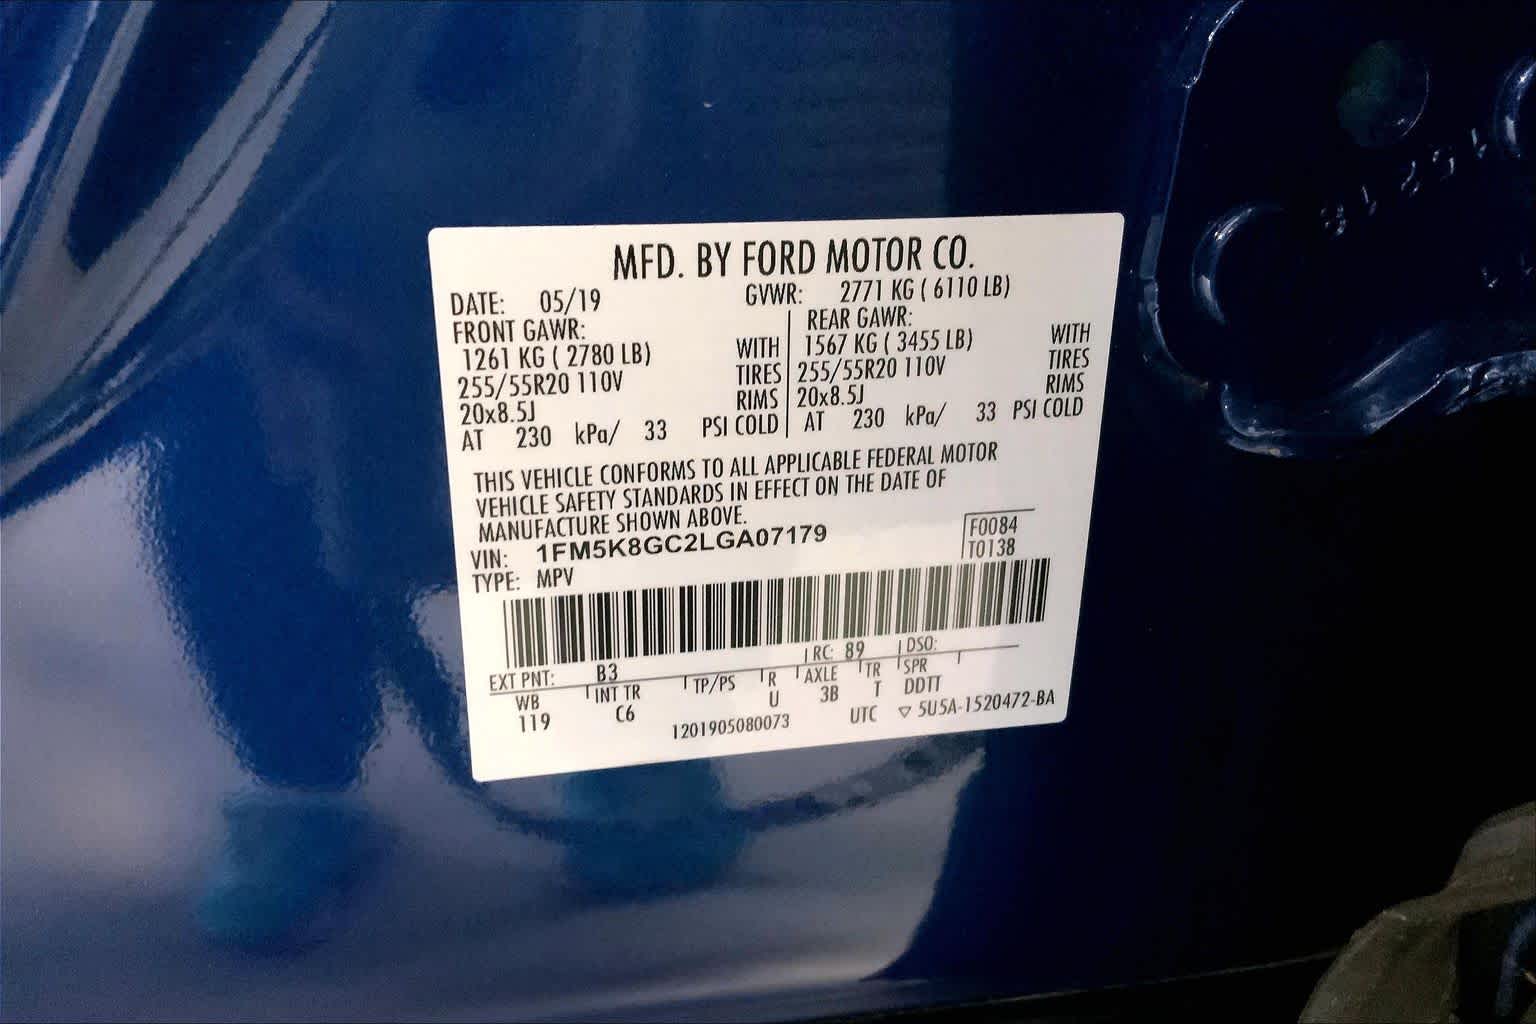 MFD. BY FORD MOTOR CO.
DATE: 05/19 GVWR: 2771 KG ( 6110 LB)
FRONT GAWR: REAR GAWR:
1261 KG ( 2780 LB) WITH 1567 KG ( 3455 LB) WITH
255/55R20 110V TIRES 255/55R20 110V TIRES
20x8.5J RIMS 20x8.5J RIMS
AT 230 kPa/ 33 PSI COLD AT 230 kPa/ 33 PSI COLD
THIS VEHICLE CONFORMS TO ALL APPLICABLE FEDERAL MOTOR
VEHICLE SAFETY STANDARDS IN EFFECT ON THE DATE OF
MANUFACTURE SHOWN ABOVE.
VIN: 1FM5K8GC2LGA07179 F0084
TYPE: MPV T0138
EXT PNT: B3 RC: 89 DSO:
WB INT TR TP/PS R AXLE TR SPR
119 C6 U 3B T DDTT
1201905080073 UTC ▽ 5U5A-1520472-BA